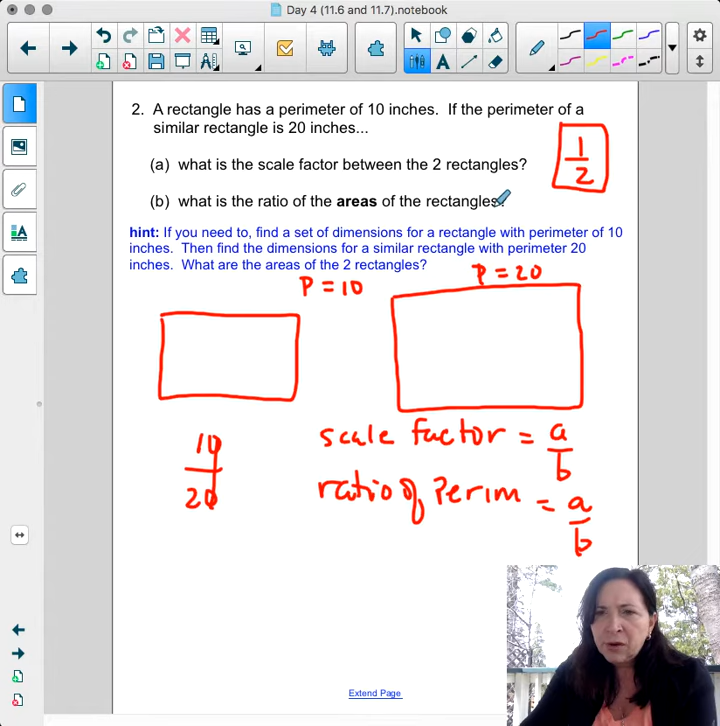 Day 4 (11.6 and 11.7).notebook
A
A
2. A rectangle has a perimeter of 10 inches. If the perimeter of a
similar rectangle is 20 inches...
(a) what is the scale factor between the 2 rectangles?
1
2
(b) what is the ratio of the areas of the rectangles?
hint: If you need to, find a set of dimensions for a rectangle with perimeter of 10
inches. Then find the dimensions for a similar rectangle with perimeter 20
inches. What are the areas of the 2 rectangles?
P = 10
P = 20
10
20
scale factor = a
b
ratio of Perim = a
b
Extend Page